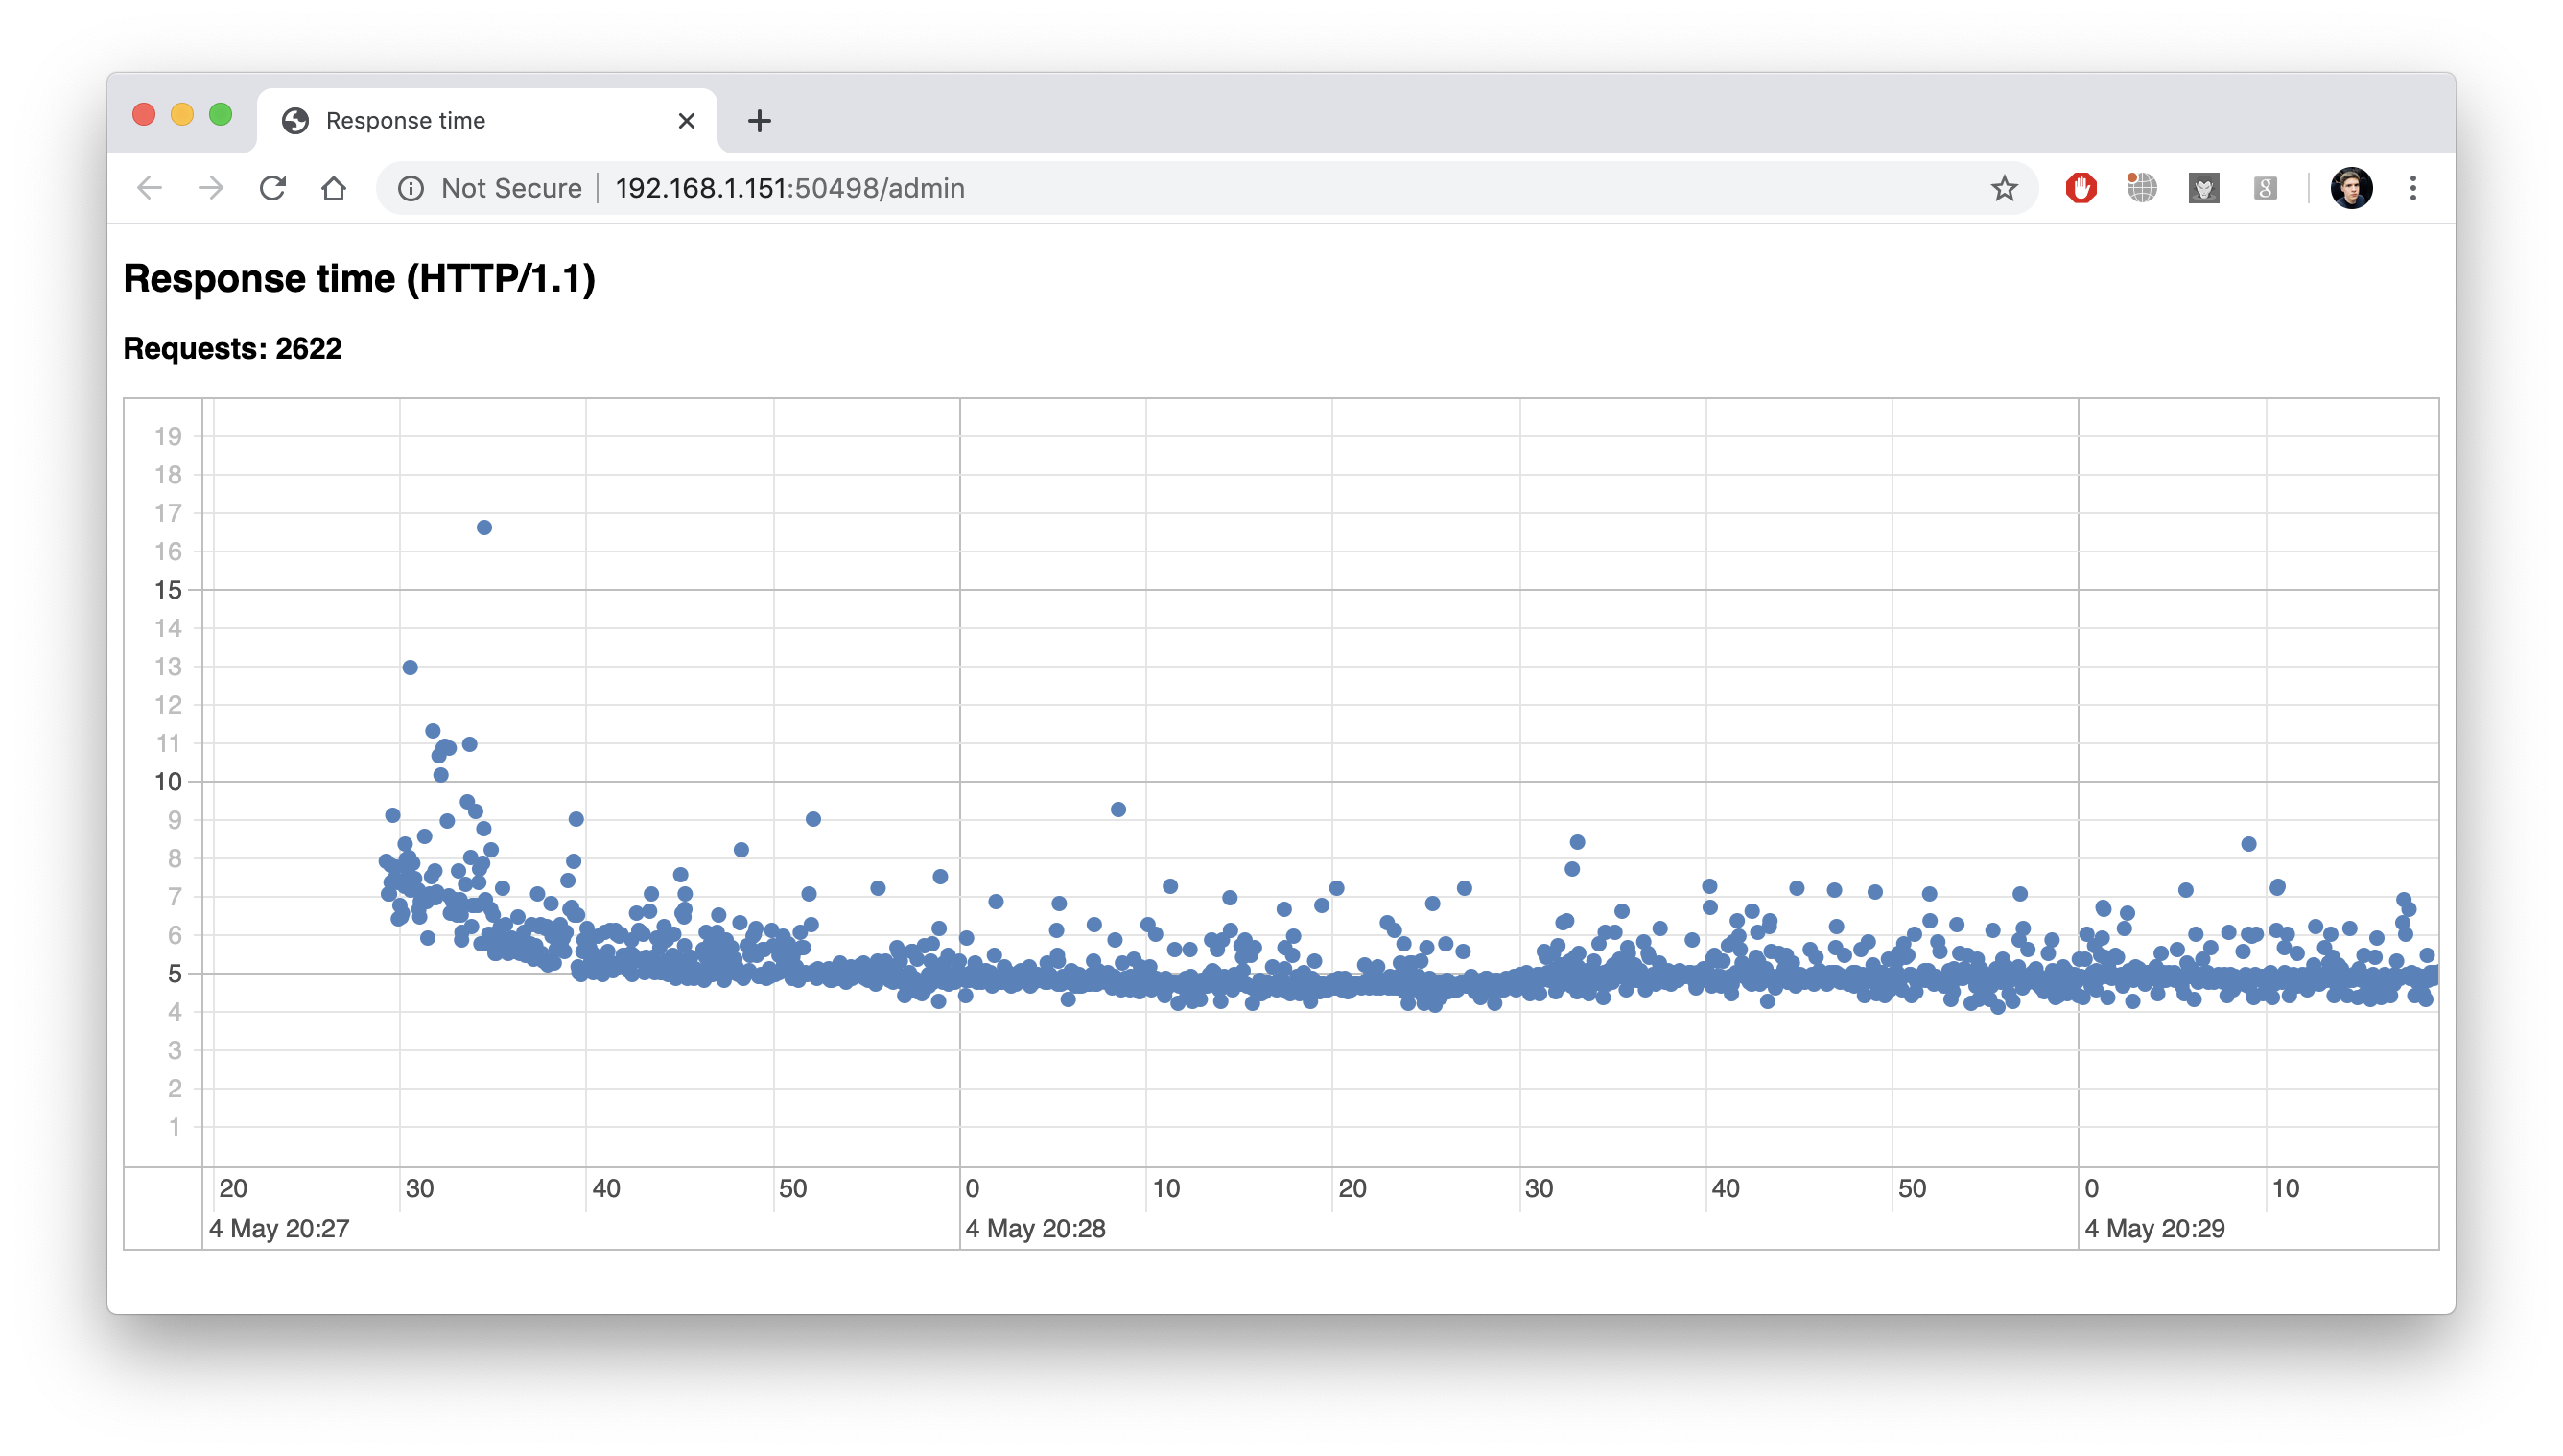 Response time
Not Secure 192.168.1.151:50498/admin
g
Response time (HTTP/1.1)
Requests: 2622
19
18
17
16
15
14
13
12
11
10
9
8
7
6
5
4
3
2
1
20 30 40 50 0 10 20 30 40 50 0 10
4 May 20:27 4 May 20:28 4 May 20:29